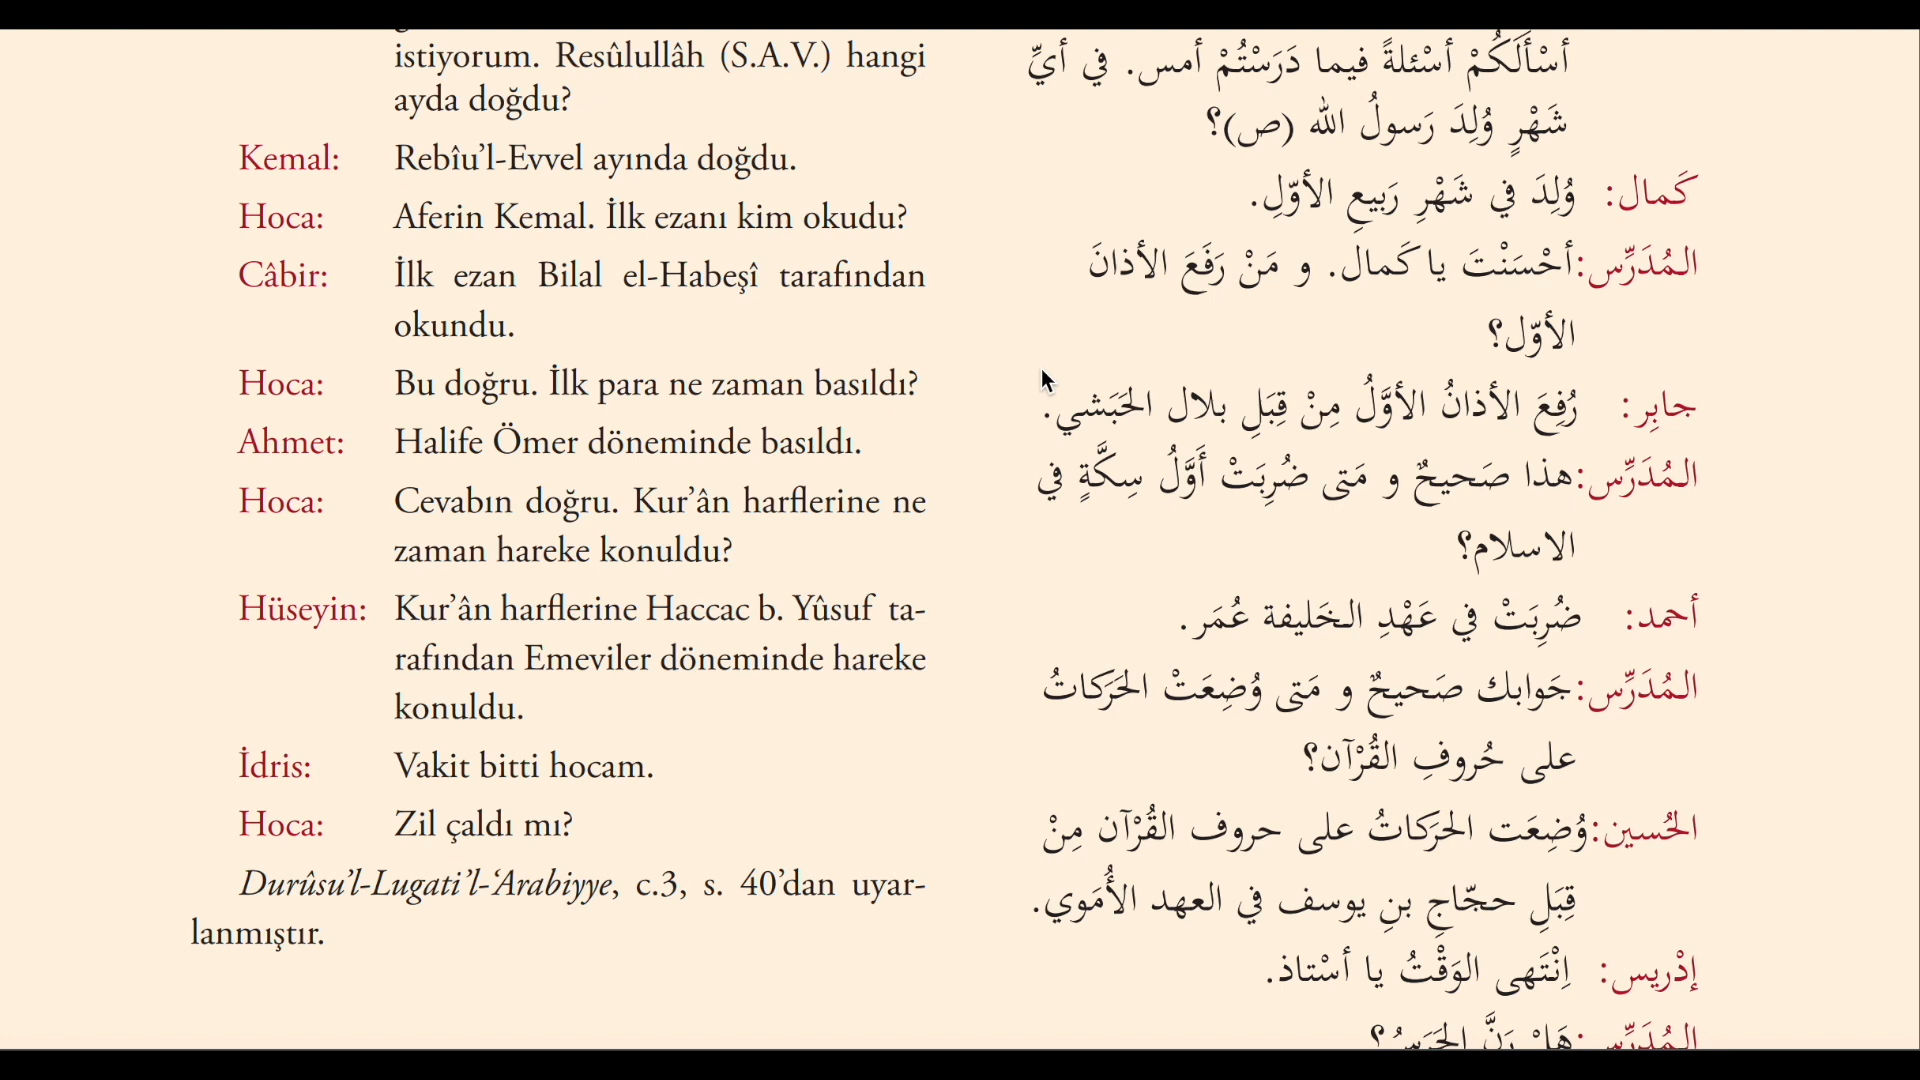 istiyorum. Resûlullâh (S.A.V.) hangi
ayda doğdu?
Kemal: Rebîu’l-Evvel ayında doğdu.
Hoca: Aferin Kemal. İlk ezanı kim okudu?
Câbir: İlk ezan Bilal el-Habeşî tarafından
okundu.
Hoca: Bu doğru. İlk para ne zaman basıldı?
Ahmet: Halife Ömer döneminde basıldı.
Hoca: Cevabın doğru. Kur’ân harflerine ne
zaman hareke konuldu?
Hüseyin: Kur’ân harflerine Haccac b. Yûsuf ta-
rafından Emeviler döneminde hareke
konuldu.
İdris: Vakit bitti hocam.
Hoca: Zil çaldı mı?
Durûsu’l-Lugati’l-‘Arabiyye, c.3, s. 40’dan uyar-
lanmıştır.
أسْأَلَكُمْ أسْئلةً فيما دَرَسْتُمْ أمس. في أيِّ
شَهْرٍ وُلِدَ رَسولُ الله (ص)؟
كَمال: وُلِدَ في شَهْرِ رَبيعِ الأوّلِ.
المُدَرِّس: أحْسَنْتَ يا كَمال. و مَنْ رَفَعَ الأذانَ
الأوّل؟
جابِر: رُفِعَ الأذانُ الأوَّلُ مِنْ قِبَلِ بلال الحَبَشي.
المُدَرِّس: هذا صَحيحٌ و مَتى ضُرِبَتْ أَوَّلُ سِكَّةٍ في
الاسلام؟
أحمد: ضُرِبَتْ في عَهْدِ الخَليفة عُمَر.
المُدَرِّس: جَوابك صَحيحٌ و مَتى وُضِعَتْ الحَرَكاتُ
على حُروفِ القُرْآن؟
الحُسين: وُضِعَت الحَرَكاتُ على حروف القُرْآن مِنْ
قِبَلِ حجّاجِ بنِ يوسف في العهد الأُمَوي.
إدْريس: اِنْتَهى الوَقْتُ يا أسْتاذ.
المُدَرِّس: هَلْ رَنَّ الجَرَسُ؟